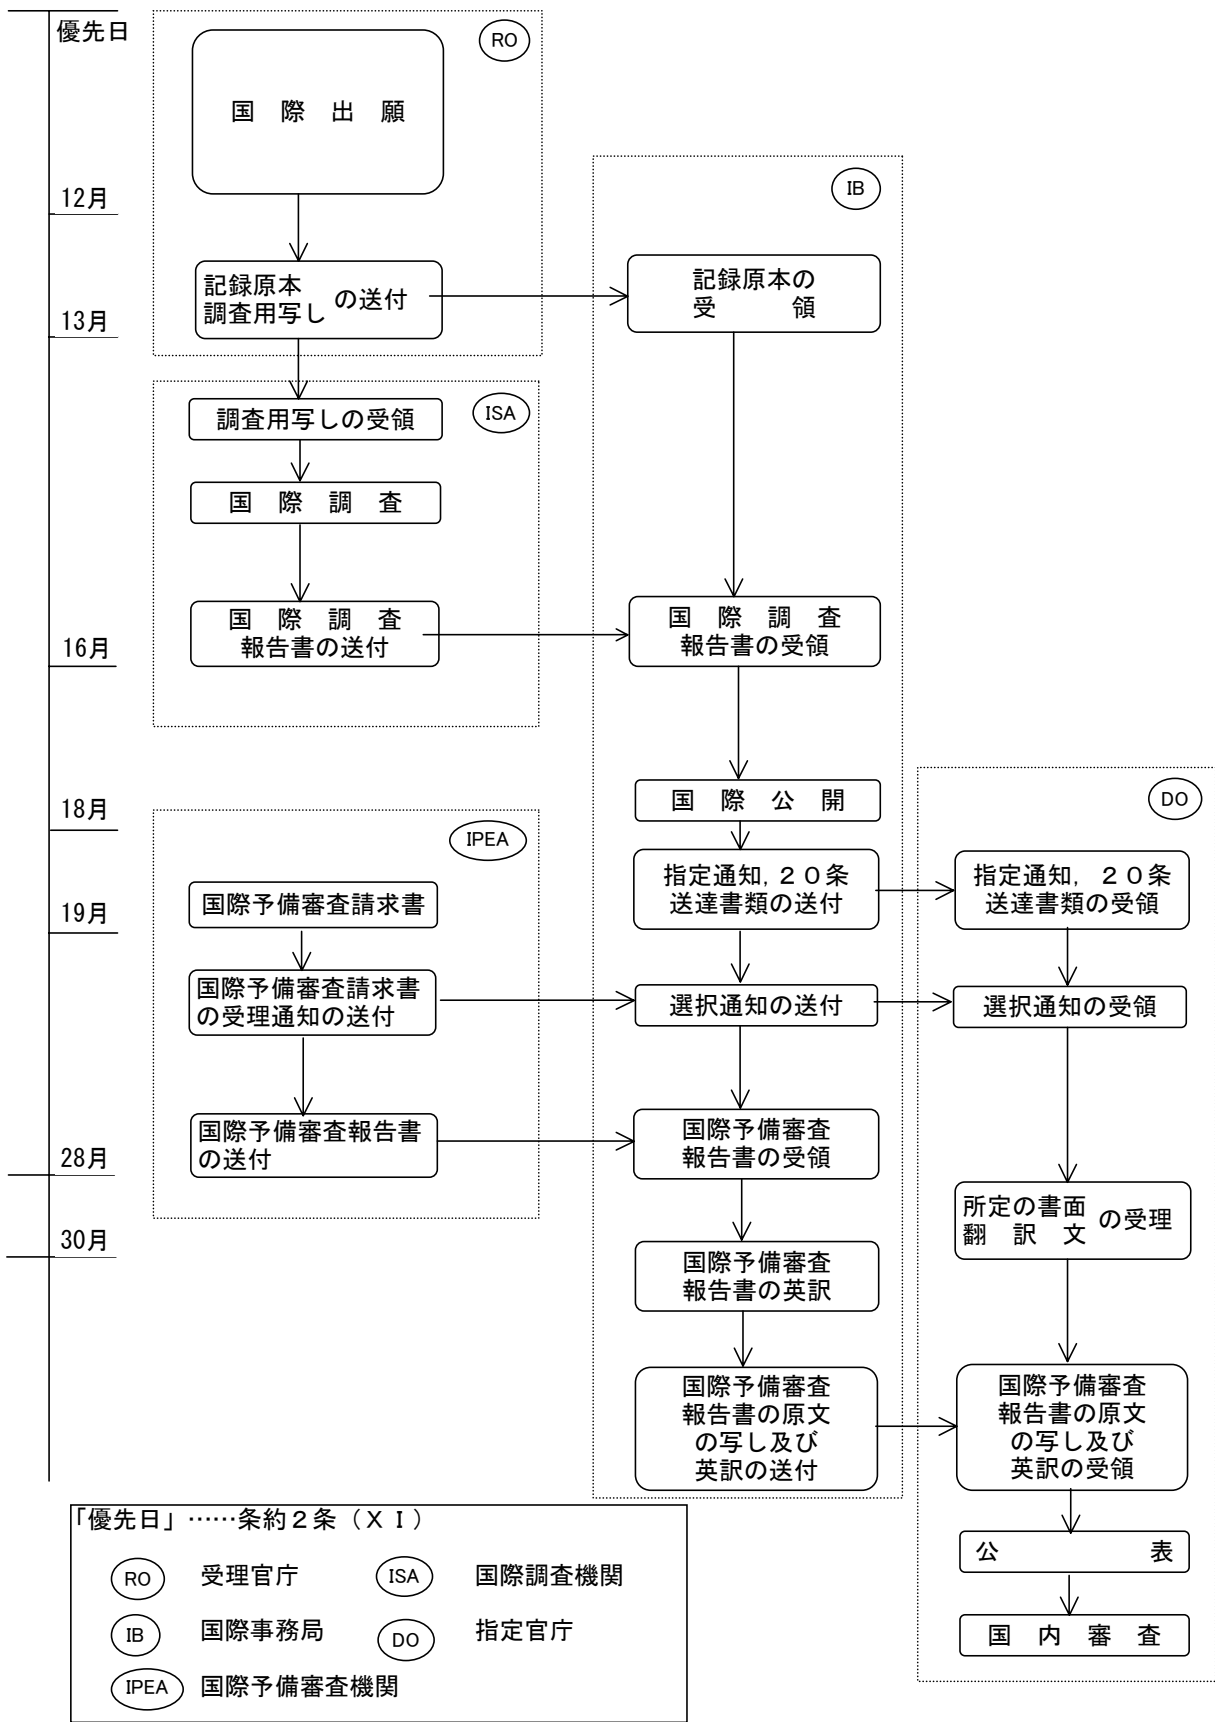 優先日
12月
13月
16月
18月
19月
28月
30月
RO
国　際　出　願
記録原本
調査用写し
の送付
ISA
調査用写しの受領
国　際　調　査
国　際　調　査
報告書の送付
IPEA
国際予備審査請求書
国際予備審査請求書
の受理通知の送付
国際予備審査報告書
の送付
IB
記録原本の
受　　　領
国　際　調　査
報告書の受領
国　際　公　開
指定通知, ２０条
送達書類の送付
選択通知の送付
国際予備審査
報告書の受領
国際予備審査
報告書の英訳
国際予備審査
報告書の原文
の写し及び
英訳の送付
DO
指定通知, ２０条
送達書類の受領
選択通知の受領
所定の書面
翻　訳　文
の受理
国際予備審査
報告書の原文
の写し及び
英訳の受領
公　　　　　表
国　内　審　査
「優先日」……条約２条（ＸＩ）
RO 受理官庁 ISA 国際調査機関
IB 国際事務局 DO 指定官庁
IPEA 国際予備審査機関